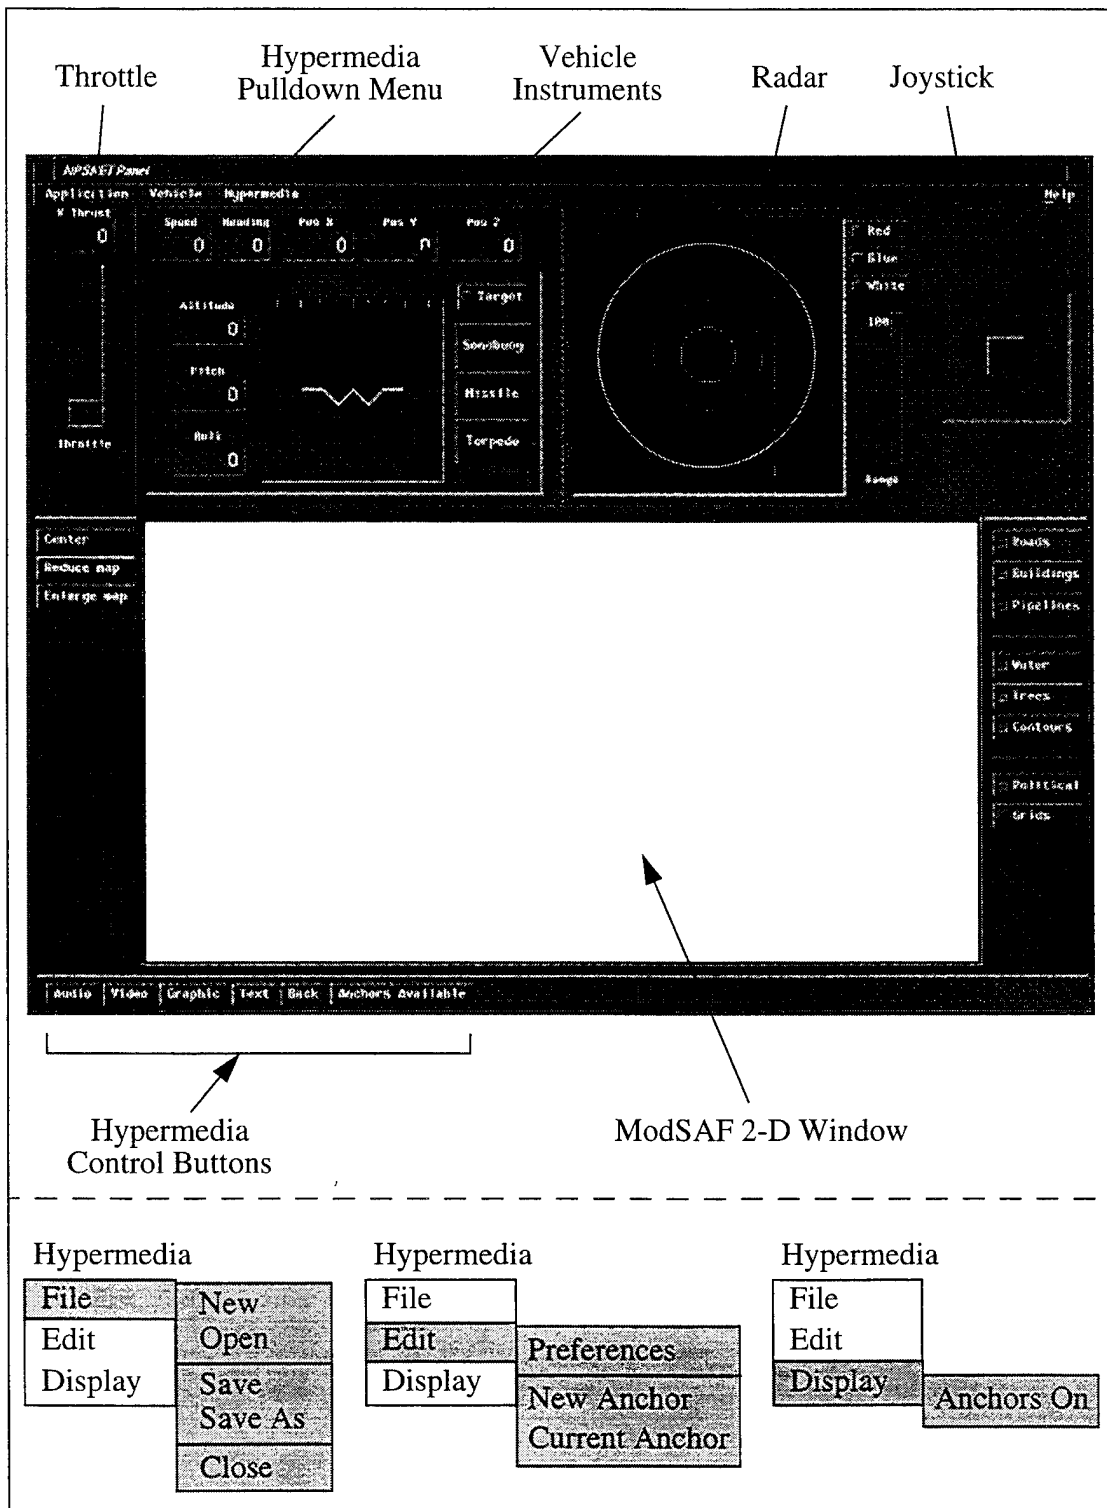 Throttle
Hypermedia
Pulldown Menu
Vehicle
Instruments
Radar
Joystick
NPSNET Panel
Application Vehicle Hypermedia Help
X Thrust
0
Speed Heading Pos X Pos Y Pos Z
0 0 0 0 0
Altitude
0
Pitch
0
Roll
0
Throttle
Target
Sonobuoy
Missile
Torpedo
Red
Blue
White
100
Range
Center
Reduce map
Enlarge map
Roads
Buildings
Pipelines
Water
Trees
Contours
Political
Grids
Audio Video Graphic Text Back Anchors Available
Hypermedia
Control Buttons
ModSAF 2-D Window
Hypermedia
File
Edit
Display
New
Open
Save
Save As
Close
Hypermedia
File
Edit
Display
Preferences
New Anchor
Current Anchor
Hypermedia
File
Edit
Display
Anchors On